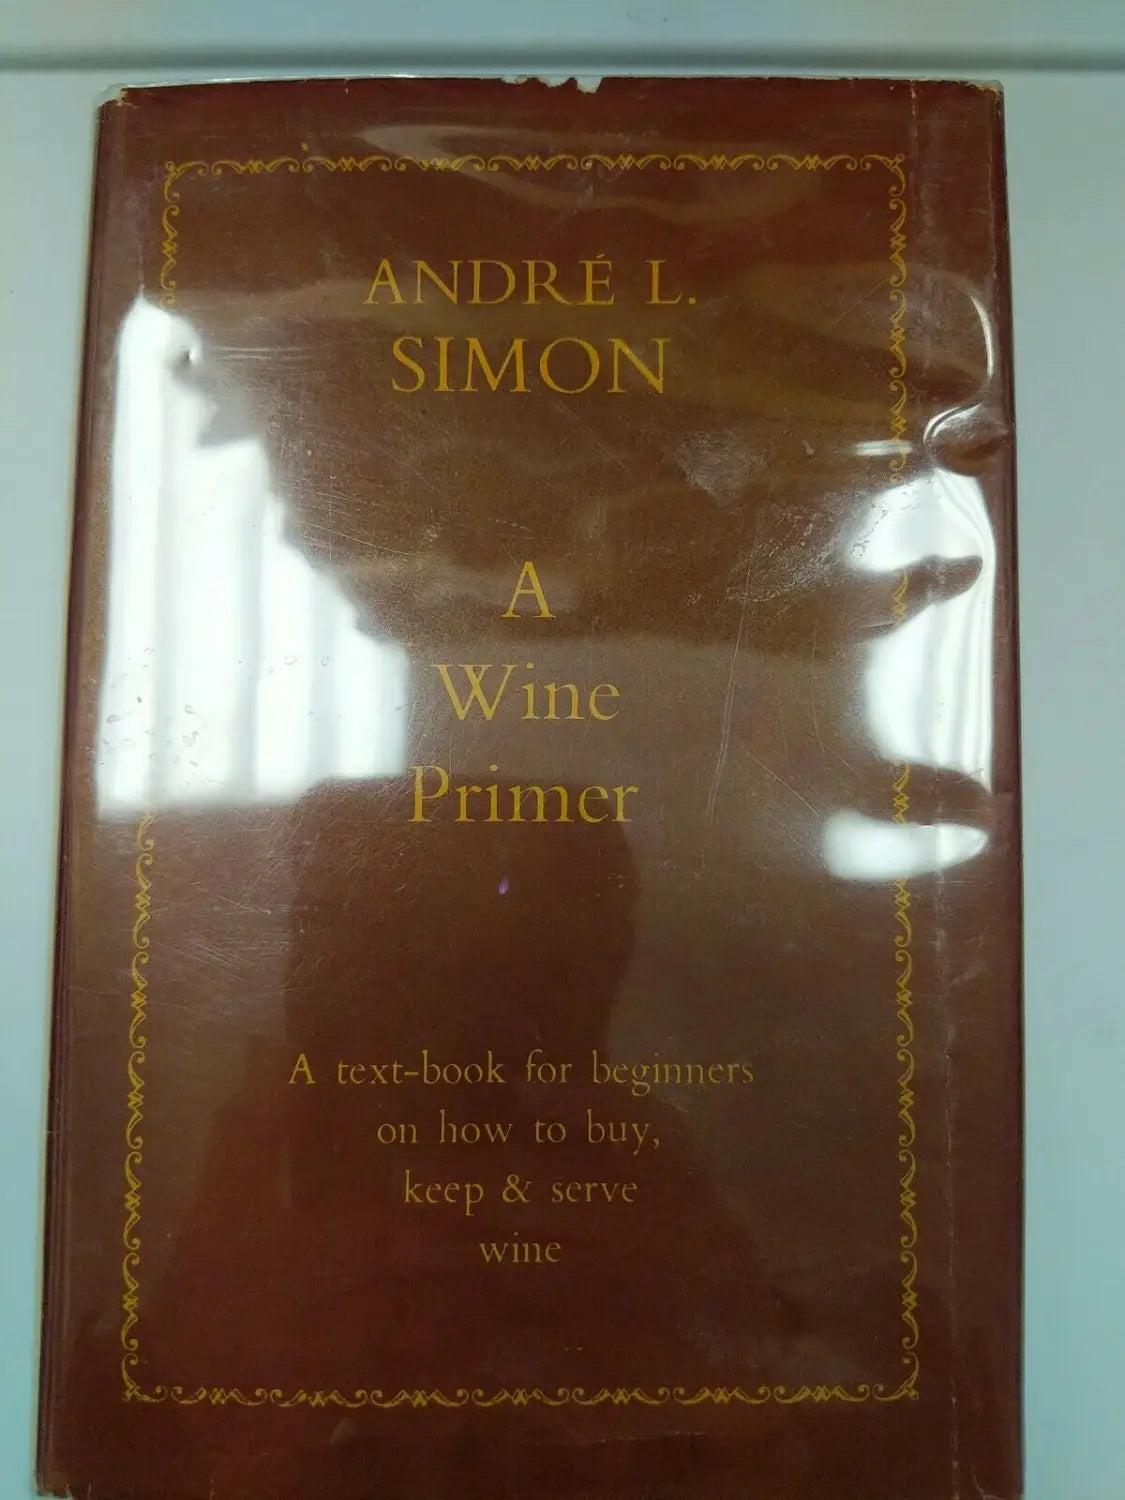 ANDRÉ L.
SIMON
A
Wine
Primer
A text-book for beginners
on how to buy,
keep & serve
wine